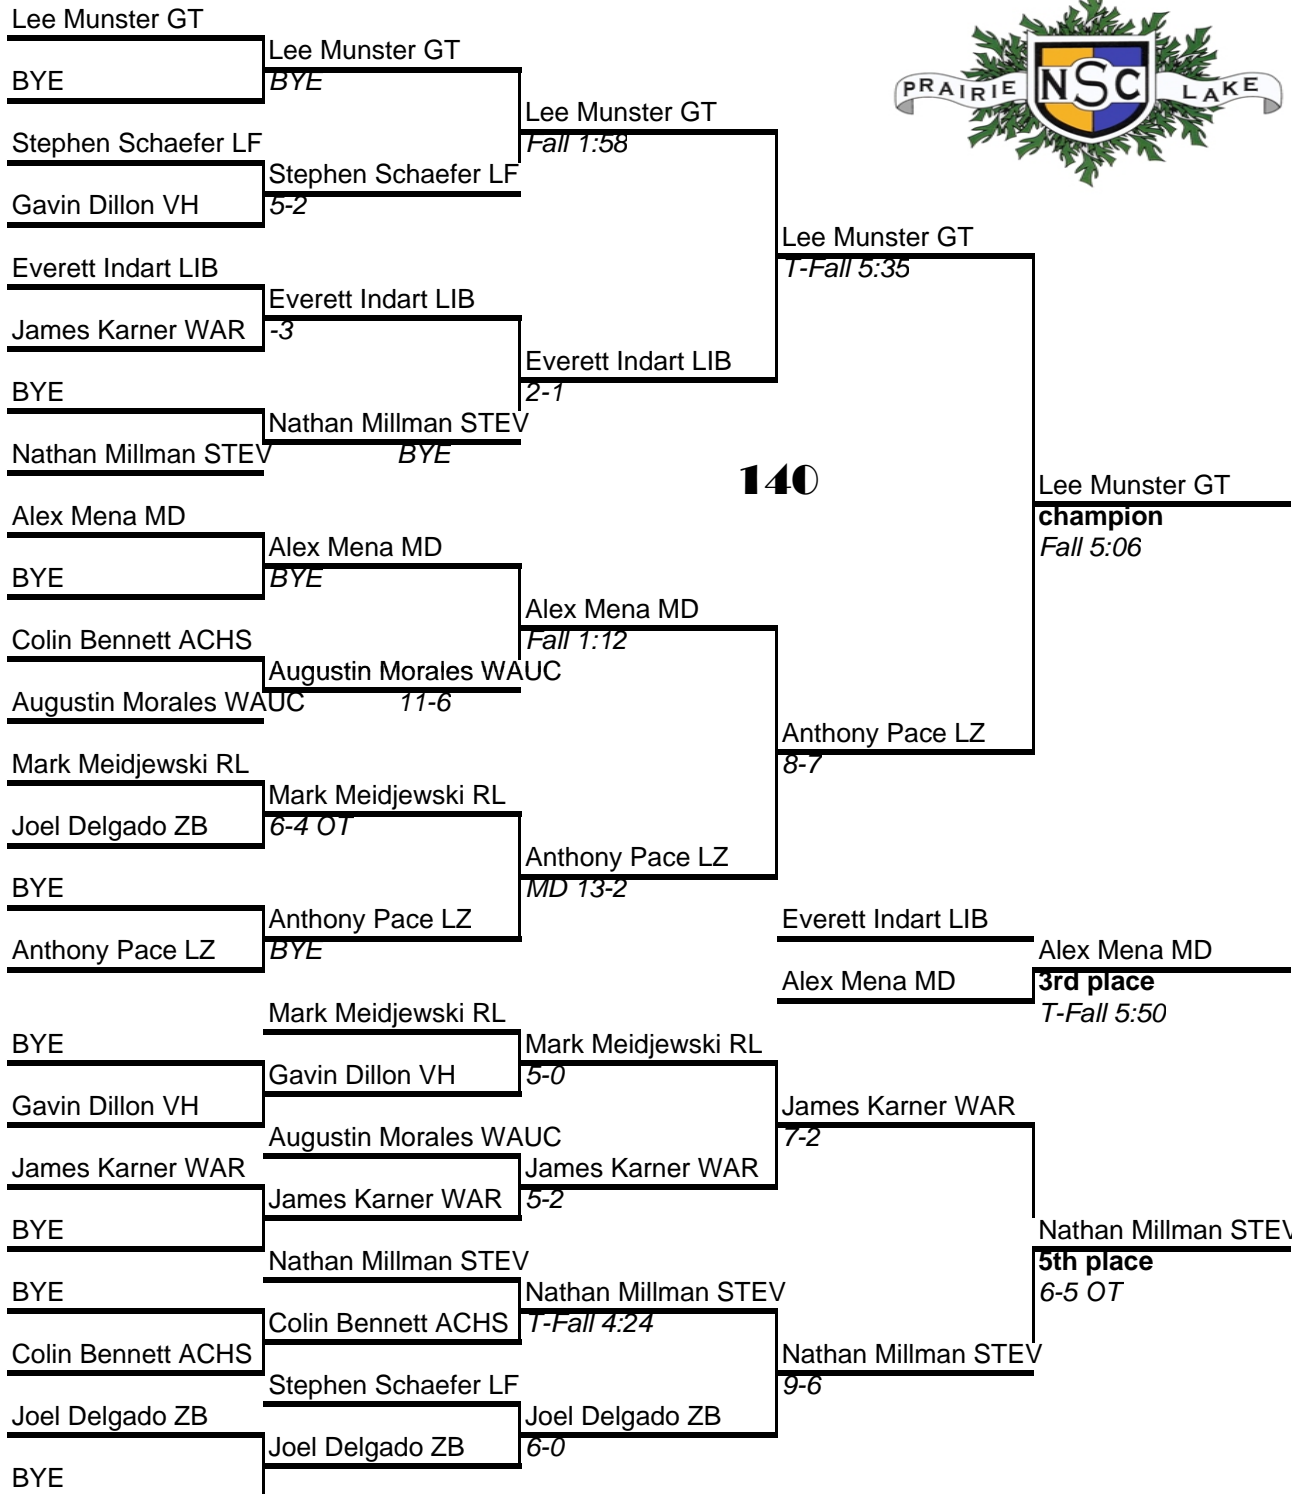 Lee Munster GT
BYE
Stephen Schaefer LF
Gavin Dillon VH
Everett Indart LIB
James Karner WAR
BYE
Nathan Millman STEV
Alex Mena MD
BYE
Colin Bennett ACHS
Augustin Morales WAUC
Mark Meidjewski RL
Joel Delgado ZB
BYE
Anthony Pace LZ
Lee Munster GT
BYE
Stephen Schaefer LF
5-2
Everett Indart LIB
-3
Nathan Millman STEV
BYE
Alex Mena MD
BYE
Augustin Morales WAUC
11-6
Mark Meidjewski RL
6-4 OT
Anthony Pace LZ
BYE
Lee Munster GT
Fall 1:58
Everett Indart LIB
2-1
Alex Mena MD
Fall 1:12
Anthony Pace LZ
MD 13-2
Lee Munster GT
T-Fall 5:35
Anthony Pace LZ
8-7
PRAIRIE NSC LAKE
140
Lee Munster GT
champion
Fall 5:06
Everett Indart LIB
Alex Mena MD
Alex Mena MD
3rd place
T-Fall 5:50
BYE
Gavin Dillon VH
James Karner WAR
BYE
BYE
Colin Bennett ACHS
Joel Delgado ZB
BYE
Mark Meidjewski RL
Gavin Dillon VH
Augustin Morales WAUC
James Karner WAR
Nathan Millman STEV
Colin Bennett ACHS
Stephen Schaefer LF
Joel Delgado ZB
Mark Meidjewski RL
5-0
James Karner WAR
5-2
Nathan Millman STEV
T-Fall 4:24
Joel Delgado ZB
6-0
James Karner WAR
7-2
Nathan Millman STEV
9-6
Nathan Millman STEV
5th place
6-5 OT